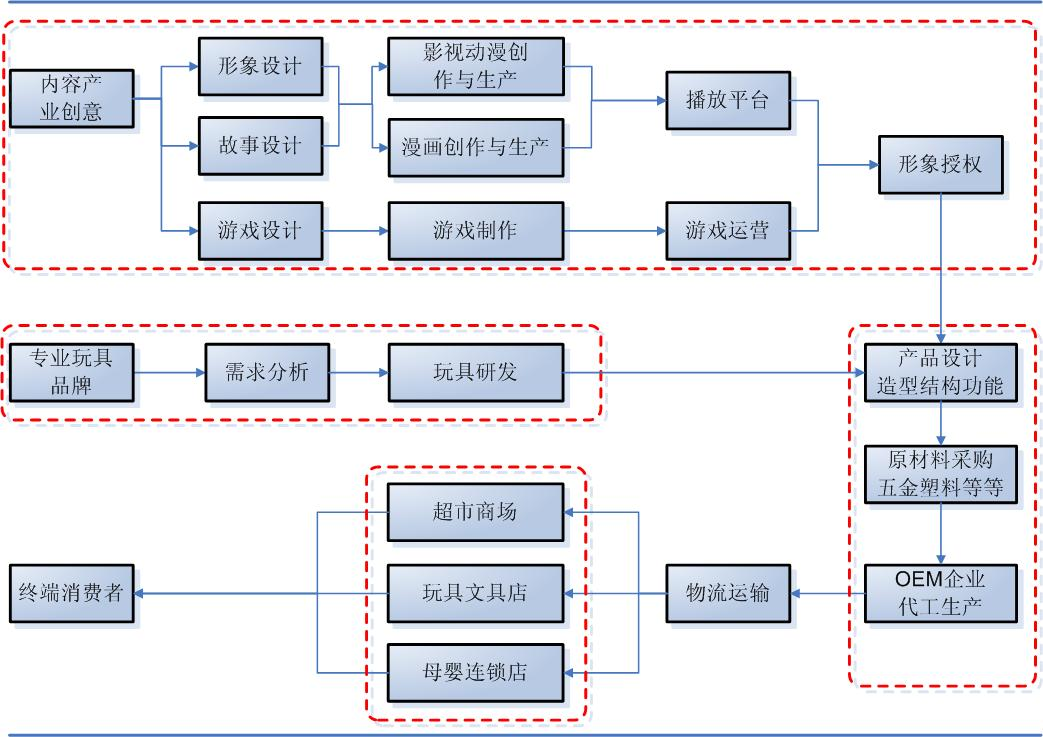 内容产
业创意
形象设计
故事设计
游戏设计
影视动漫创
作与生产
漫画创作与生产
游戏制作
播放平台
游戏运营
形象授权
专业玩具
品牌
需求分析
玩具研发
产品设计
造型结构功能
原材料采购
五金塑料等等
OEM企业
代工生产
物流运输
超市商场
玩具文具店
母婴连锁店
终端消费者